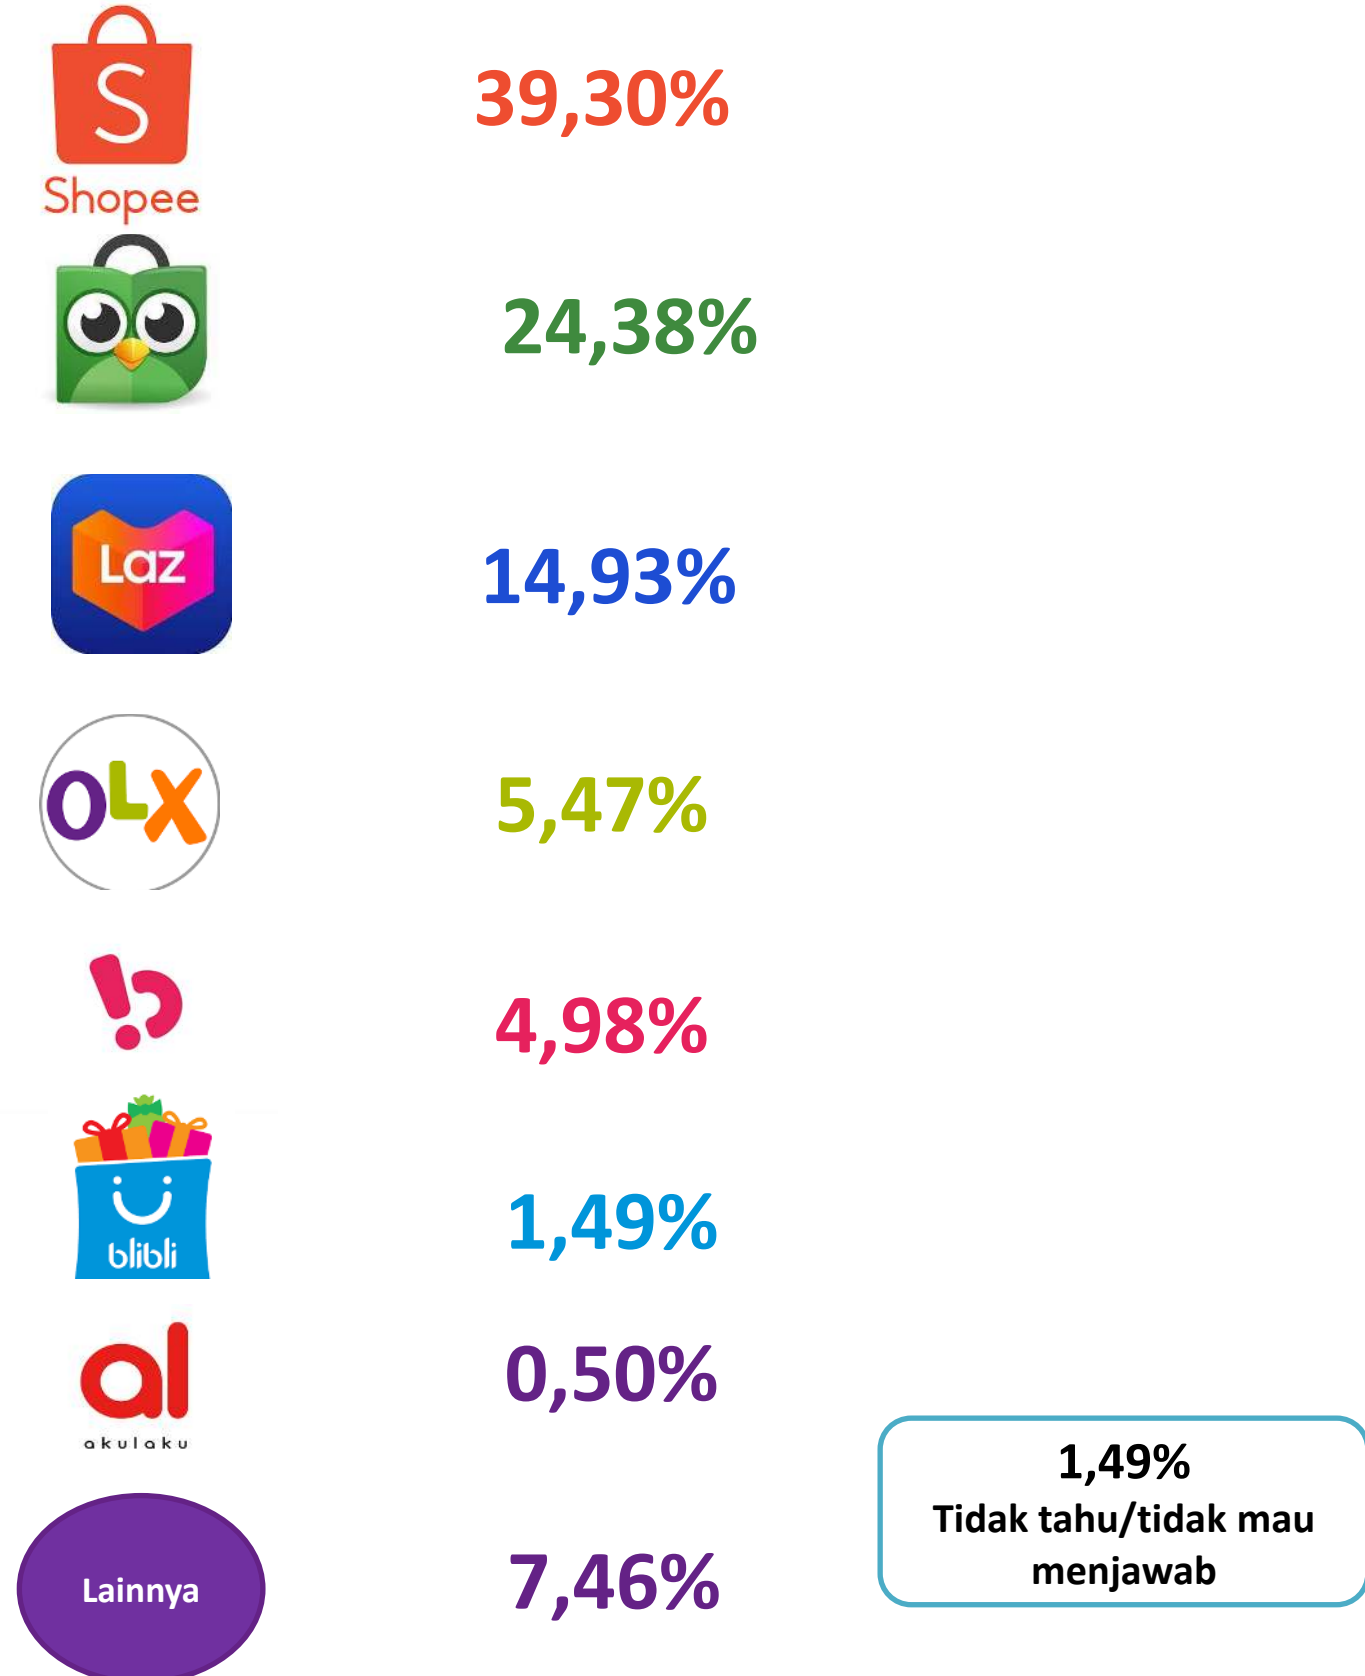 S
Shopee
39,30%
24,38%
Laz
14,93%
OLX
5,47%
4,98%
blibli
1,49%
al
akulaku
0,50%
Lainnya
7,46%
1,49%
Tidak tahu/tidak mau
menjawab